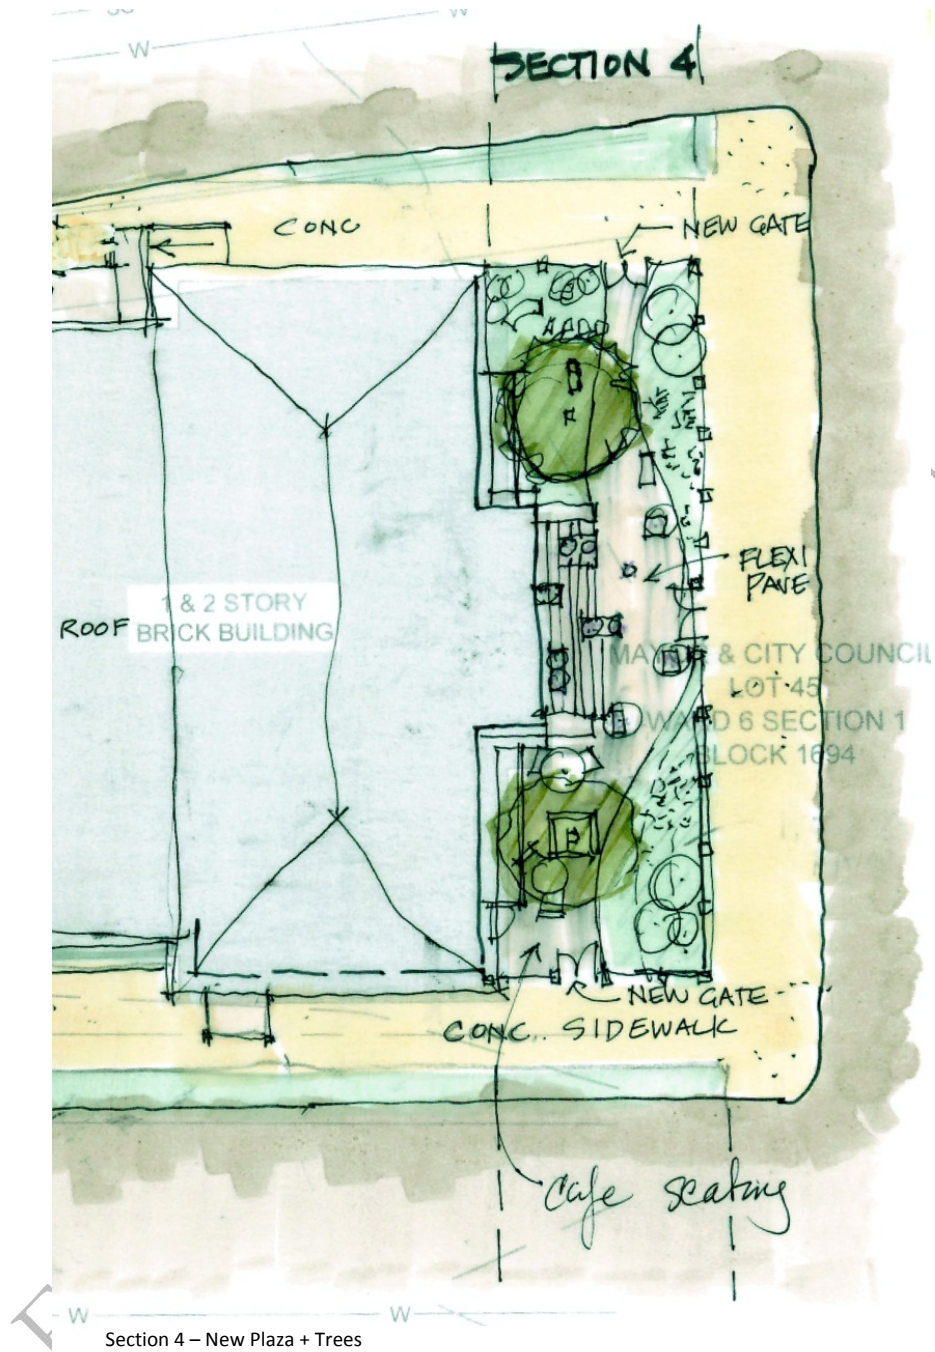 W
W
SECTION 4
CONC
NEW GATE
FLEXI
PAVE
1 & 2 STORY
ROOF BRICK BUILDING
MAYOR & CITY COUNCIL
LOT 45
WARD 6 SECTION 1
BLOCK 1694
NEW GATE
CONC. SIDEWALK
Cafe seating
W
W
Section 4 – New Plaza + Trees